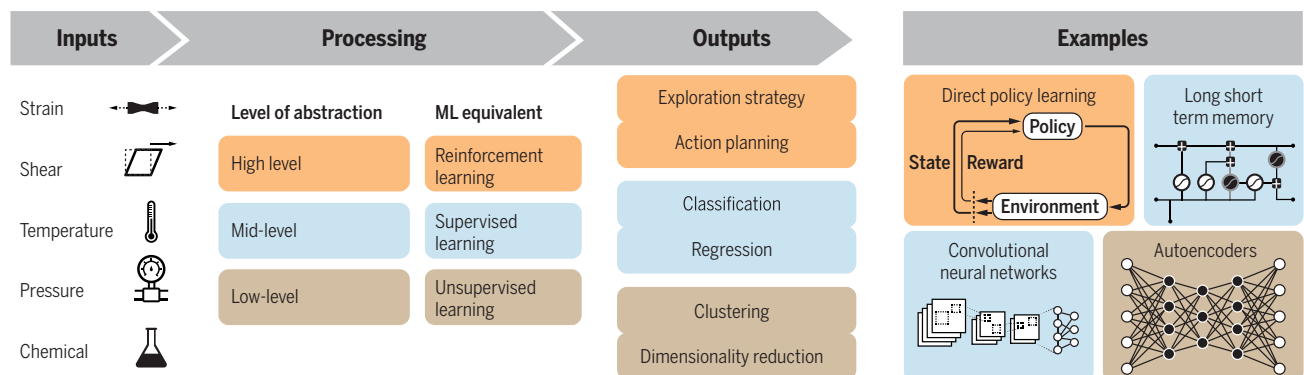 Inputs
Processing
Outputs
Examples
Strain
Shear
Temperature
Pressure
Chemical
Level of abstraction
ML equivalent
High level
Reinforcement
learning
Mid-level
Supervised
learning
Low-level
Unsupervised
learning
Exploration strategy
Action planning
Classification
Regression
Clustering
Dimensionality reduction
Direct policy learning
Policy
State
Reward
Environment
Long short
term memory
Convolutional
neural networks
Autoencoders